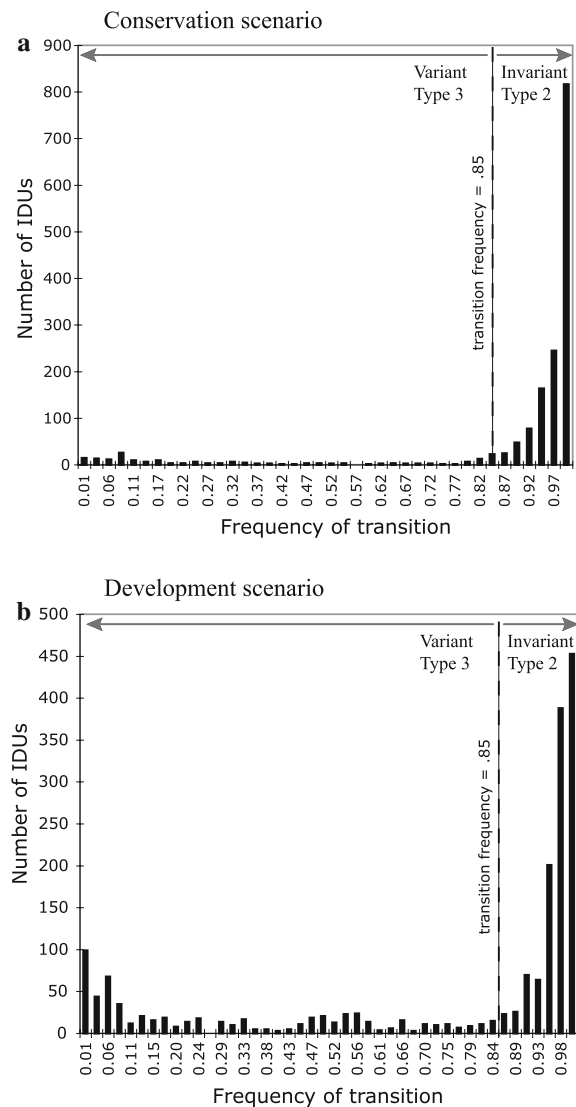 Conservation scenario
a
900
800
700
600
500
400
300
200
100
0
Number of IDUs
Variant
Type 3
Invariant
Type 2
transition frequency = .85
0.01 0.06 0.11 0.17 0.22 0.27 0.32 0.37 0.42 0.47 0.52 0.57 0.62 0.67 0.72 0.77 0.82 0.87 0.92 0.97
Frequency of transition
Development scenario
b
500
450
400
350
300
250
200
150
100
50
0
Number of IDUs
Variant
Type 3
Invariant
Type 2
transition frequency = .85
0.01 0.06 0.11 0.15 0.20 0.24 0.29 0.33 0.38 0.43 0.47 0.52 0.56 0.61 0.66 0.70 0.75 0.79 0.84 0.89 0.93 0.98
Frequency of transition